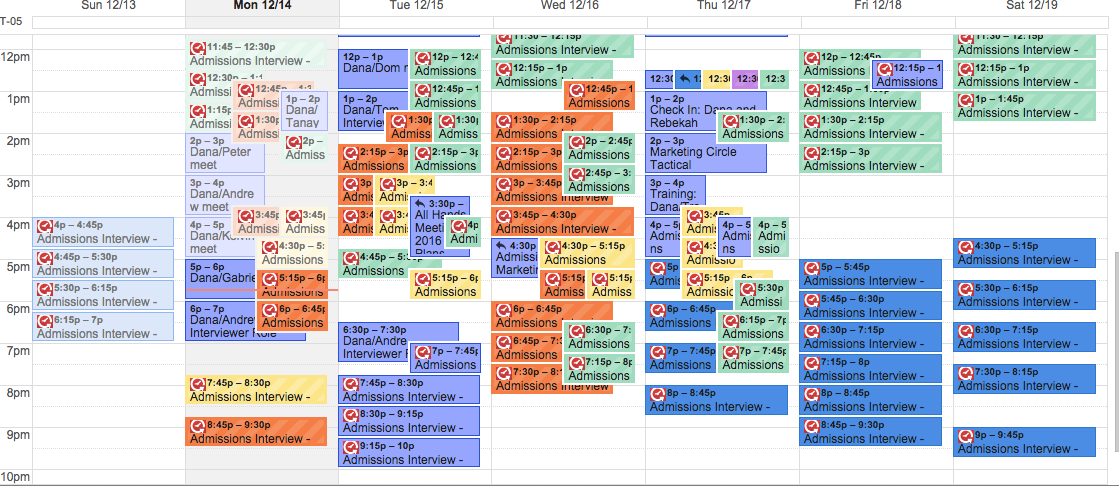 Sun 12/13
Mon 12/14
Tue 12/15
Wed 12/16
Thu 12/17
Fri 12/18
Sat 12/19
T-05
12pm
1pm
2pm
3pm
4pm
5pm
6pm
7pm
8pm
9pm
10pm
4p – 4:45p
Admissions Interview -
4:45p – 5:30p
Admissions Interview -
5:30p – 6:15p
Admissions Interview -
6:15p – 7p
Admissions Interview -
11:45 – 12:30p
Admissions Interview -
12:30p – 1:1
Admissions
12:45p – 1:
Admiss
1:15p
Admiss
1:30p
Admiss
1p – 2p
Dana/
Tanay
2p – 3p
Dana/Peter
meet
2p –
Admiss
3p – 4p
Dana/Andre
w meet
3:45p
Admiss
3:45p
Admiss
4p – 5p
meet
4:30p – 5:
Admissions
5p – 6p
Dana/Gabrie
5:15p – 6p
Admissions
6p – 7p
Dana/Andre
Interviewer Role
6p – 6:45p
Admissions
7:45p – 8:30p
Admissions Interview -
8:45p – 9:30p
Admissions Interview -
12p – 1p
Dana/Dom
12p – 12:4
Admissions
12:45p – 1
Admissions
1p – 2p
Dana/Tom
Interviev
1:30p
Admiss
1:30p
Admiss
2:15p – 3p
Admissions
2:15p – 3p
Admissions
3p
Admis
3p – 3:4
Admissions
3:30p –
All Hands
Meeting
2016
Plans
3:4
Admis
3:4
Admis
4p
Admi
4:45p – 5:
Admissions
5:15p – 6
Admissions
6:30p – 7:30p
Dana/Andre
Interviewer
7p – 7:45p
Admissions
7:45p – 8:30p
Admissions Interview -
8:30p – 9:15p
Admissions Interview -
9:15p – 10p
Admissions Interview -
11:30 – 12:15p
Admissions Interview -
12:15p – 1p
Admissions Interview -
12:45p – 1
Admissions
1:30p – 2:15p
Admissions Interview -
2p – 2:45p
Admissions
2:15p – 3p
Admissions
2:45p – 3:
Admissions
3p – 3:45p
Admissions
3:45p – 4:30p
Admissions Interview -
4:30p
Admissions
Marketi
4:30p – 5:15p
Admissions
5:15p
Admiss
5:15p
Admiss
6p – 6:45p
Admissions Interview -
6:30p – 7:
Admissions
6:45p – 7:
Admissions
7:15p – 8p
Admissions
7:30p – 8:
Admissions Interview
12:30
1:
12:3
12:3
12:3
1p – 2p
Check In: Dana and
Rebekah
1:30p – 2:
Admissions
2p – 3p
Marketing Circle
Tactical
3p – 4p
Training:
3:45p
Admissions
4p – 5
Admissio
ns
4:3
Admis
4p – 5
Admis
sio
4p – 5
Admis
sio
5p
Admis
5:15p – 6p
Admissions
5:30p
Admissi
6p – 6:45p
Admissions
6:15p – 7
Admissions
7p – 7:45p
Admissions
7p – 7:45p
Admissions
8p – 8:45p
Admissions Interview -
12p – 12:45p
Admissions
12:15p – 1
Admissions
12:45p – 1:30p
Admissions Interview -
1:30p – 2:15p
Admissions Interview -
2:15p – 3p
Admissions Interview -
5p – 5:45p
Admissions Interview -
5:45p – 6:30p
Admissions Interview -
6:30p – 7:15p
Admissions Interview -
7:15p – 8p
Admissions Interview -
8p – 8:45p
Admissions Interview -
8:45p – 9:30p
Admissions Interview -
11:30 – 12:15p
Admissions Interview -
12:15p – 1p
Admissions Interview -
1p – 1:45p
Admissions Interview -
4:30p – 5:15p
Admissions Interview -
5:30p – 6:15p
Admissions Interview -
6:30p – 7:15p
Admissions Interview -
7:30p – 8:15p
Admissions Interview -
9p – 9:45p
Admissions Interview -